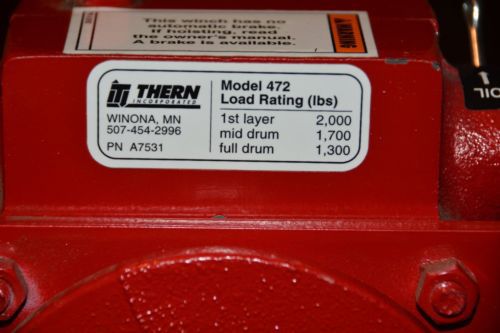 This winch has no
automatic brake.
If hoisting, read
the owner's manual.
A brake is available.
WARNING
OIL
THERN
INCORPORATED
WINONA, MN
507-454-2996
PN A7531
Model 472
Load Rating (lbs)
1st layer 2,000
mid drum 1,700
full drum 1,300